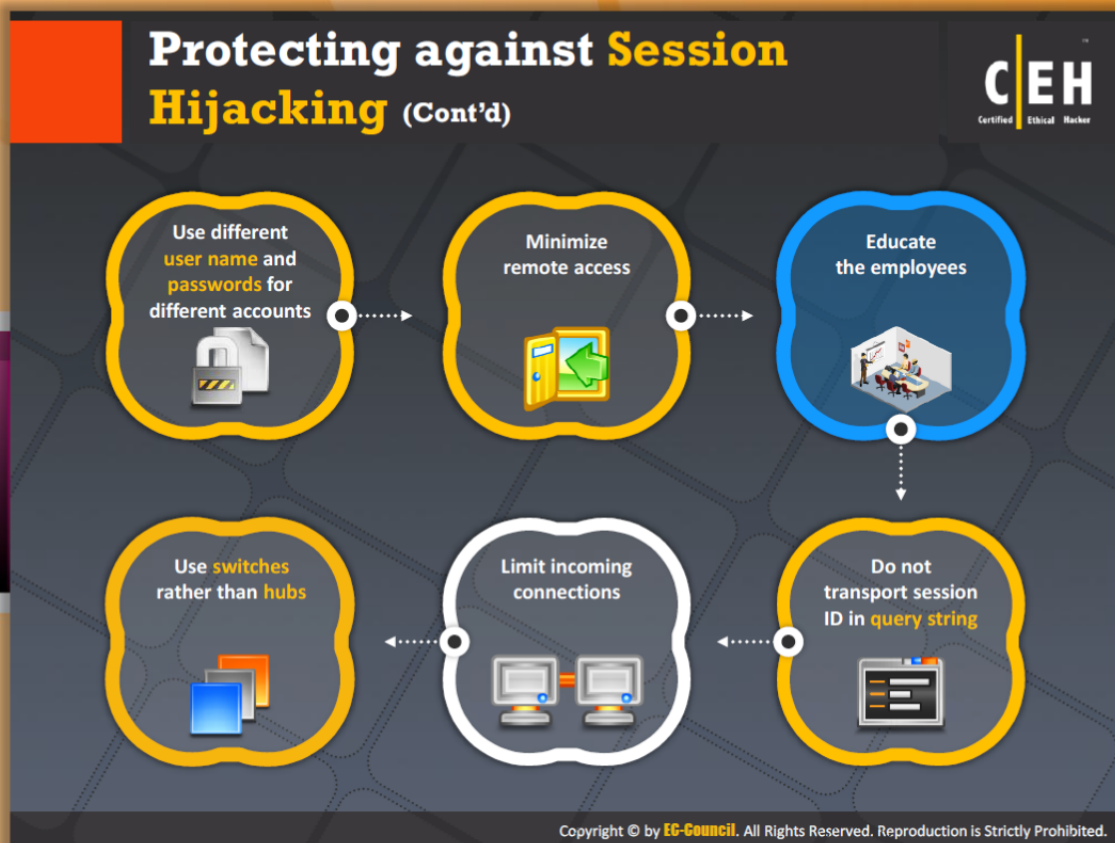 Protecting against Session
Hijacking (Cont'd)
C|EH
Certified Ethical Hacker
Use different
user name and
passwords for
different accounts
Minimize
remote access
Educate
the employees
Use switches
rather than hubs
Limit incoming
connections
Do not
transport session
ID in query string
Copyright © by EC-Council. All Rights Reserved. Reproduction is Strictly Prohibited.